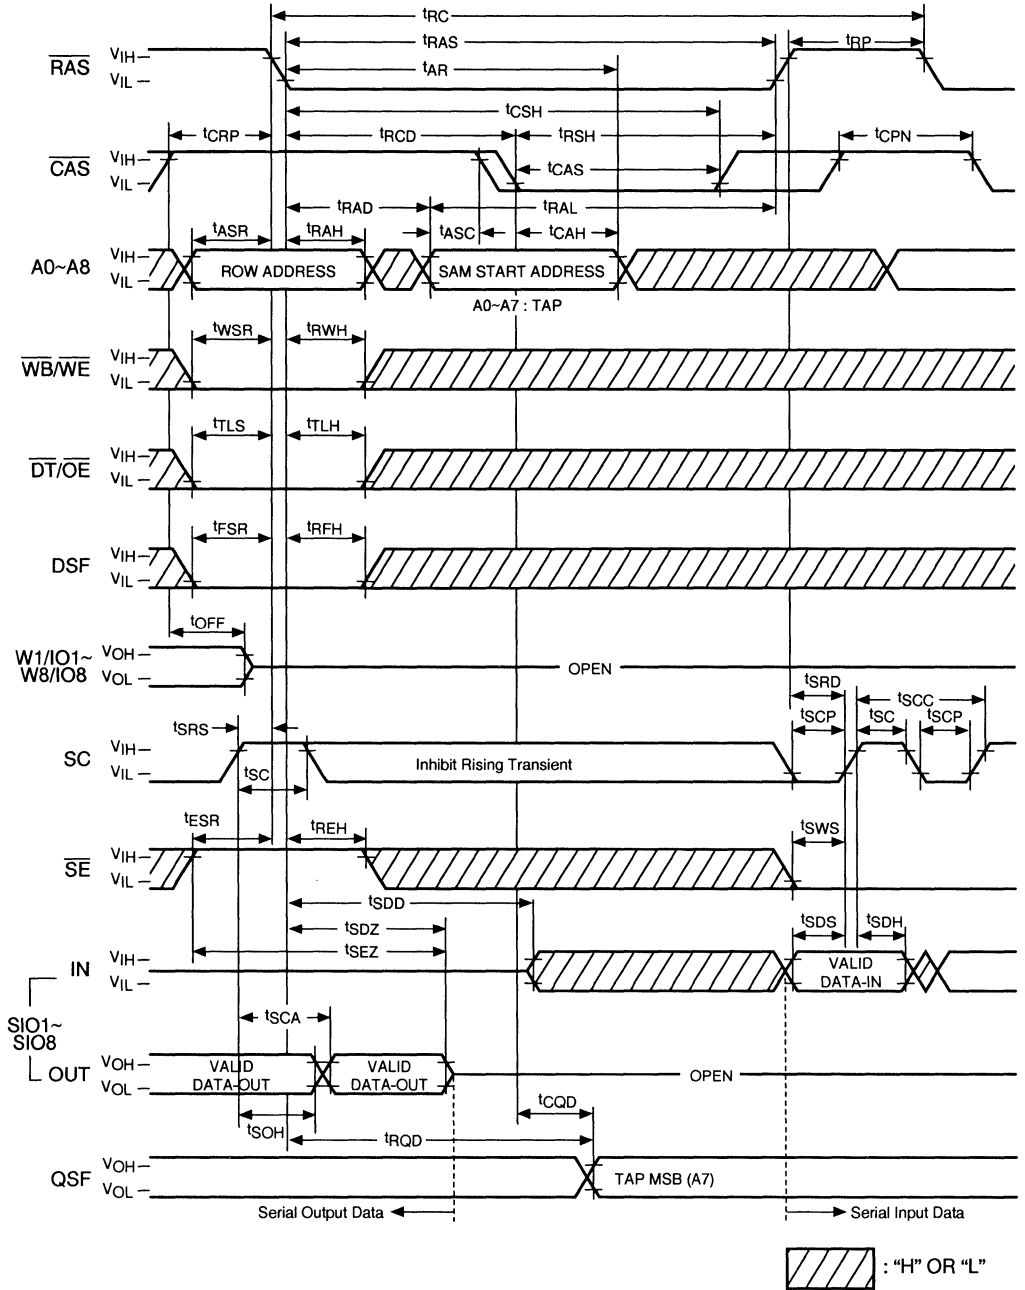 tRC
tRAS
tRP
tAR
RAS
VIH
VIL
tCSH
tCRP
tRCD
tRSH
tCPN
CAS
VIH
VIL
tCAS
tRAD
tRAL
tASR
tRAH
tASC
tCAH
A0~A8
VIH
VIL
ROW ADDRESS
SAM START ADDRESS
A0~A7 : TAP
tWSR
tRWH
WB/WE
VIH
VIL
tTLS
tTLH
DT/OE
VIH
VIL
tFSR
tRFH
DSF
VIH
VIL
tOFF
W1/IO1~
W8/IO8
VOH
VOL
OPEN
tSRD
tSCC
tSRS
tSCP
tSC
tSCP
SC
VIH
VIL
Inhibit Rising Transient
tSC
tESR
tREH
tSWS
SE
VIH
VIL
tSDD
tSDZ
tSEZ
tSDS
tSDH
IN
VIH
VIL
VALID
DATA-IN
SIO1~
SIO8
tSCA
OUT
VOH
VOL
VALID
DATA-OUT
VALID
DATA-OUT
OPEN
tSOH
tCQD
tRQD
QSF
VOH
VOL
TAP MSB (A7)
Serial Output Data
Serial Input Data
: “H” OR “L”